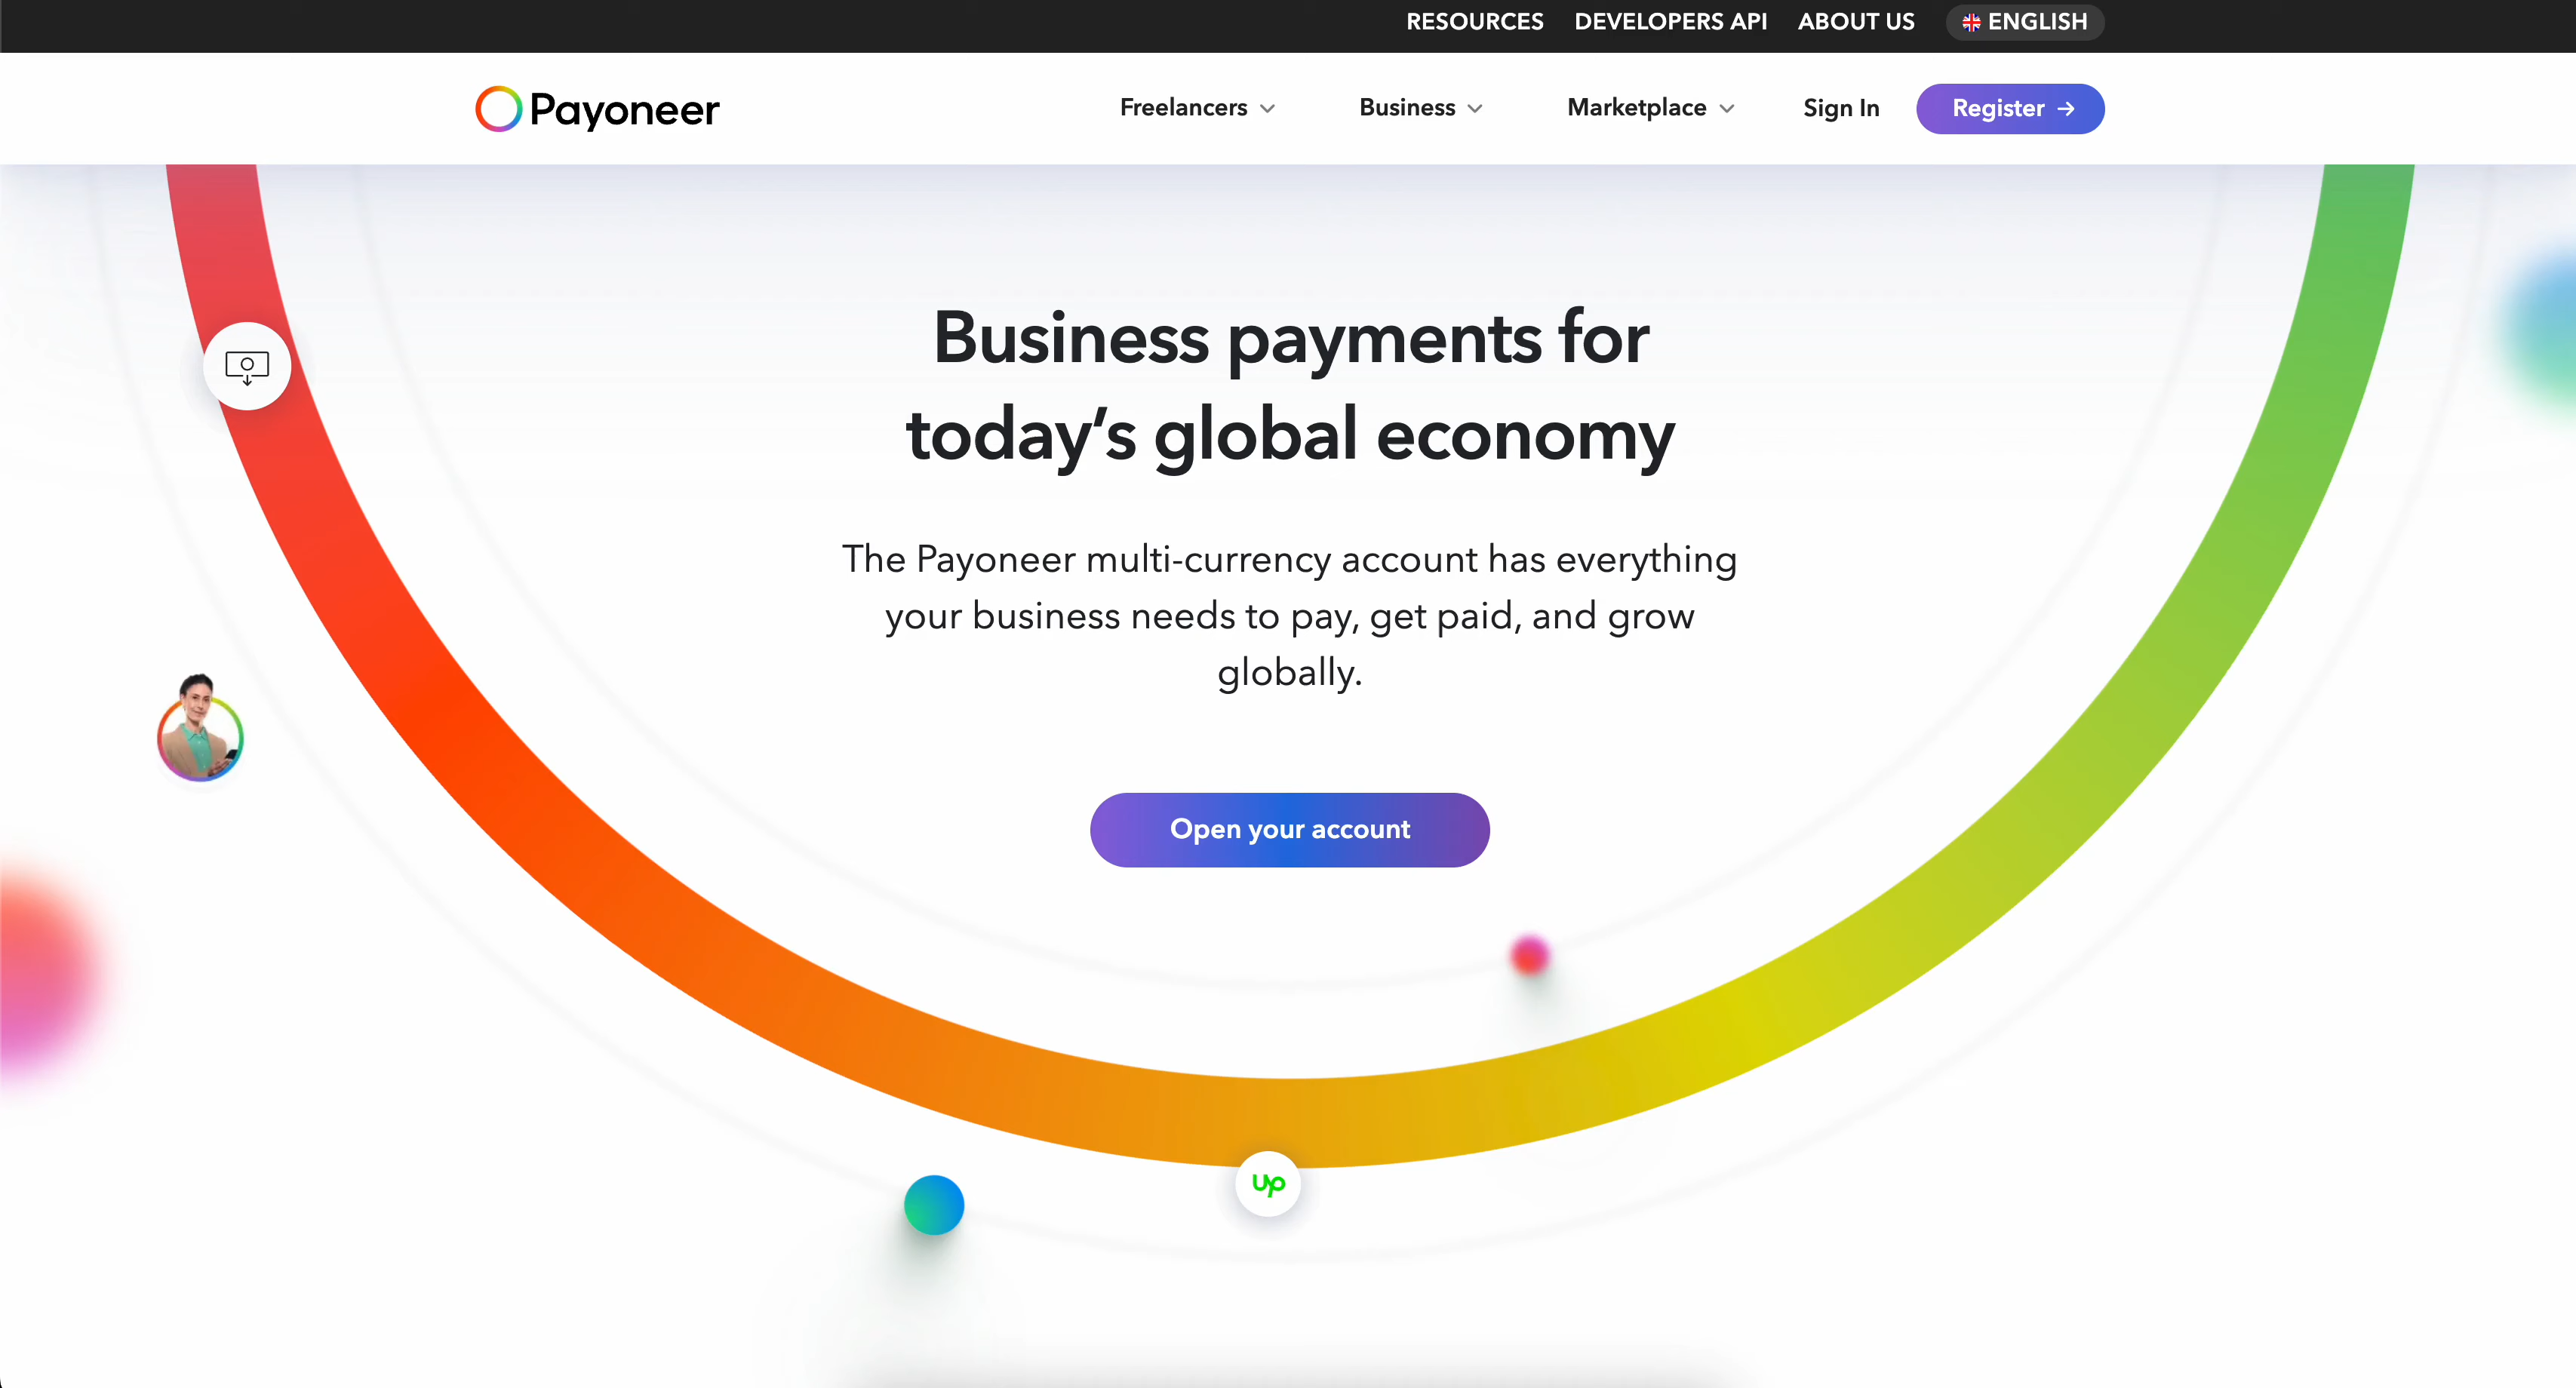 RESOURCES DEVELOPERS API ABOUT US ENGLISH
Payoneer Freelancers Business Marketplace Sign In Register →
Business payments for
today’s global economy
The Payoneer multi-currency account has everything
your business needs to pay, get paid, and grow
globally.
Open your account
up